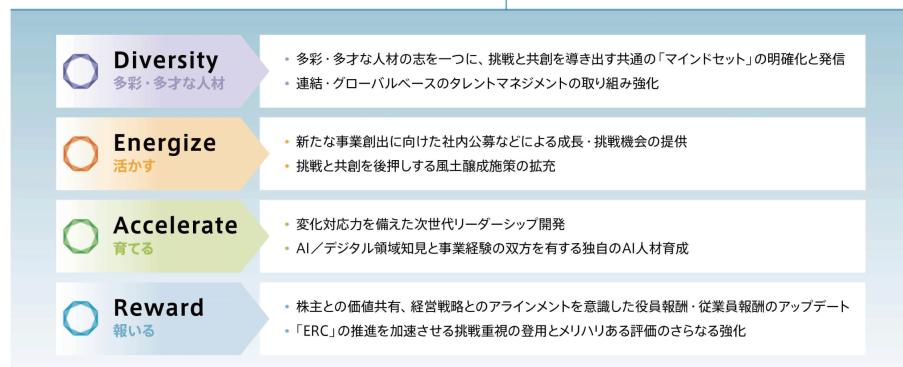 Diversity
多彩・多才な人材
• 多彩・多才な人材の志を一つに、挑戦と共創を導き出す共通の「マインドセット」の明確化と発信
• 連結・グローバルベースのタレントマネジメントの取り組み強化
Energize
活かす
• 新たな事業創出に向けた社内公募などによる成長・挑戦機会の提供
• 挑戦と共創を後押しする風土醸成施策の拡充
Accelerate
育てる
• 変化対応力を備えた次世代リーダーシップ開発
• AI／デジタル領域知見と事業経験の双方を有する独自のAI人材育成
Reward
報いる
• 株主との価値共有、経営戦略とのアラインメントを意識した役員報酬・従業員報酬のアップデート
• 「ERC」の推進を加速させる挑戦重視の登用とメリハリある評価のさらなる強化